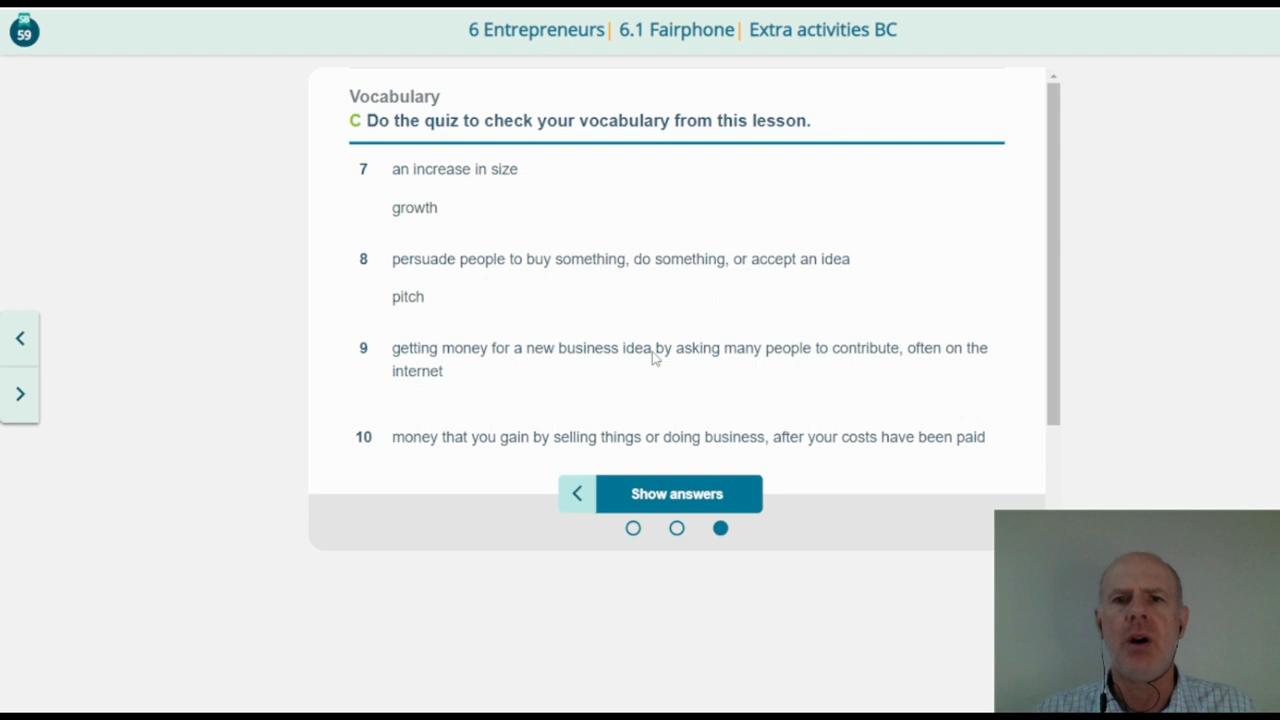 SB
59
6 Entrepreneurs| 6.1 Fairphone| Extra activities BC
Vocabulary
C Do the quiz to check your vocabulary from this lesson.
7 an increase in size
growth
8 persuade people to buy something, do something, or accept an idea
pitch
9 getting money for a new business idea by asking many people to contribute, often on the
internet
10 money that you gain by selling things or doing business, after your costs have been paid
Show answers